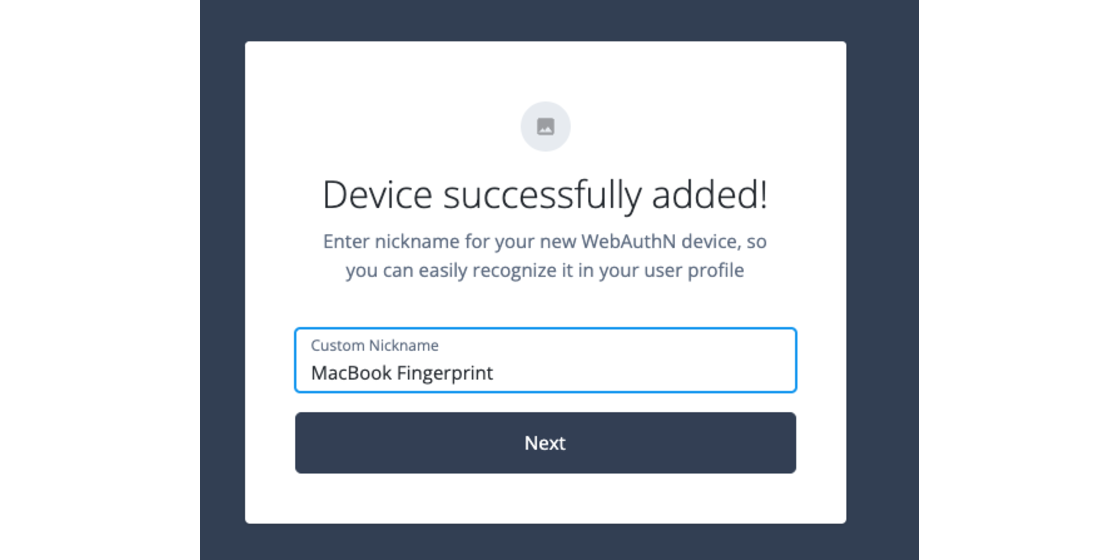 Device successfully added!
Enter nickname for your new WebAuthN device, so
you can easily recognize it in your user profile
Custom Nickname
MacBook Fingerprint
Next